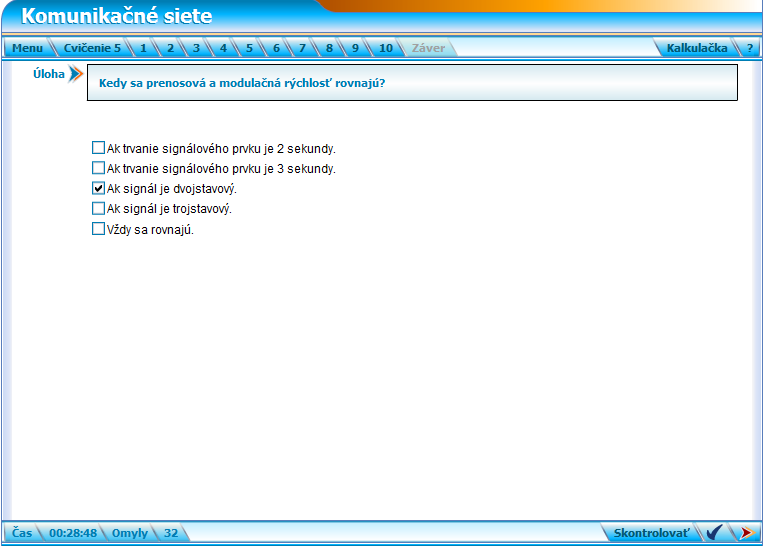 Komunikačné siete
Menu Cvičenie 5 1 2 3 4 5 6 7 8 9 10 Záver Kalkulačka ?
Úloha Kedy sa prenosová a modulačná rýchlosť rovnajú?
Ak trvanie signálového prvku je 2 sekundy.
Ak trvanie signálového prvku je 3 sekundy.
Ak signál je dvojstavový.
Ak signál je trojstavový.
Vždy sa rovnajú.
Čas 00:28:48 Omyly 32 Skontrolovať